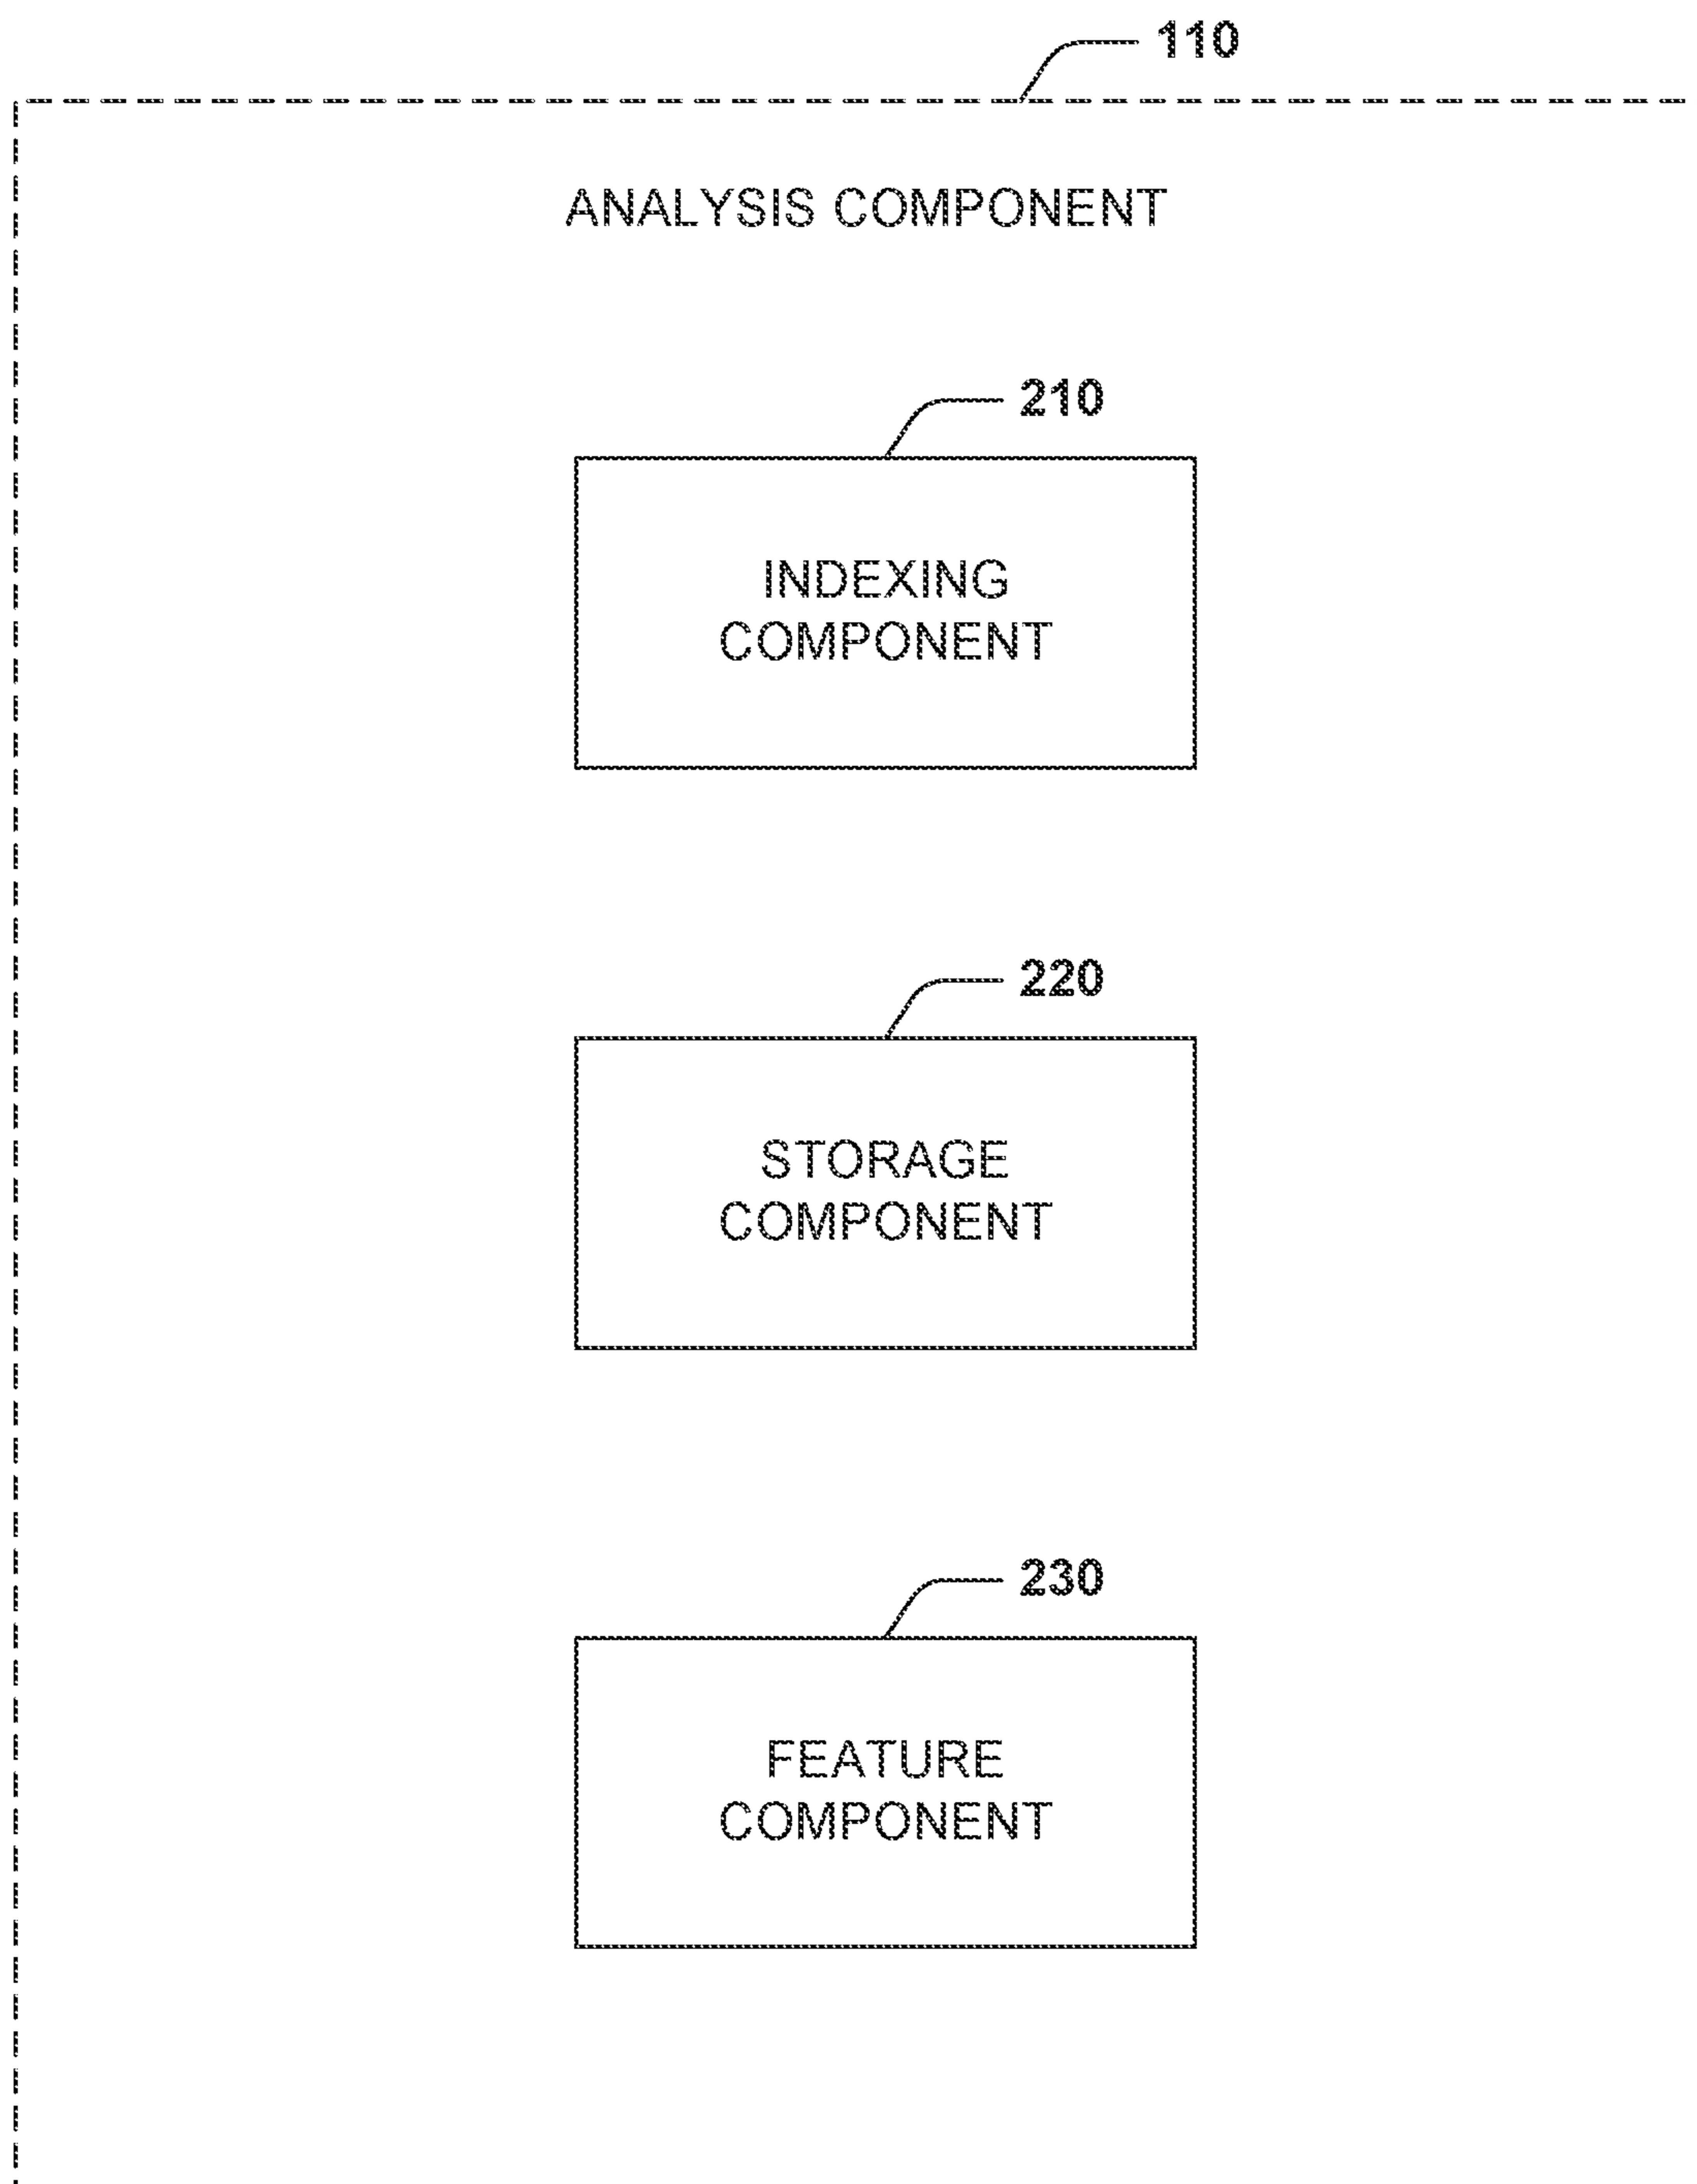 110
ANALYSIS COMPONENT
210
INDEXING
COMPONENT
220
STORAGE
COMPONENT
230
FEATURE
COMPONENT